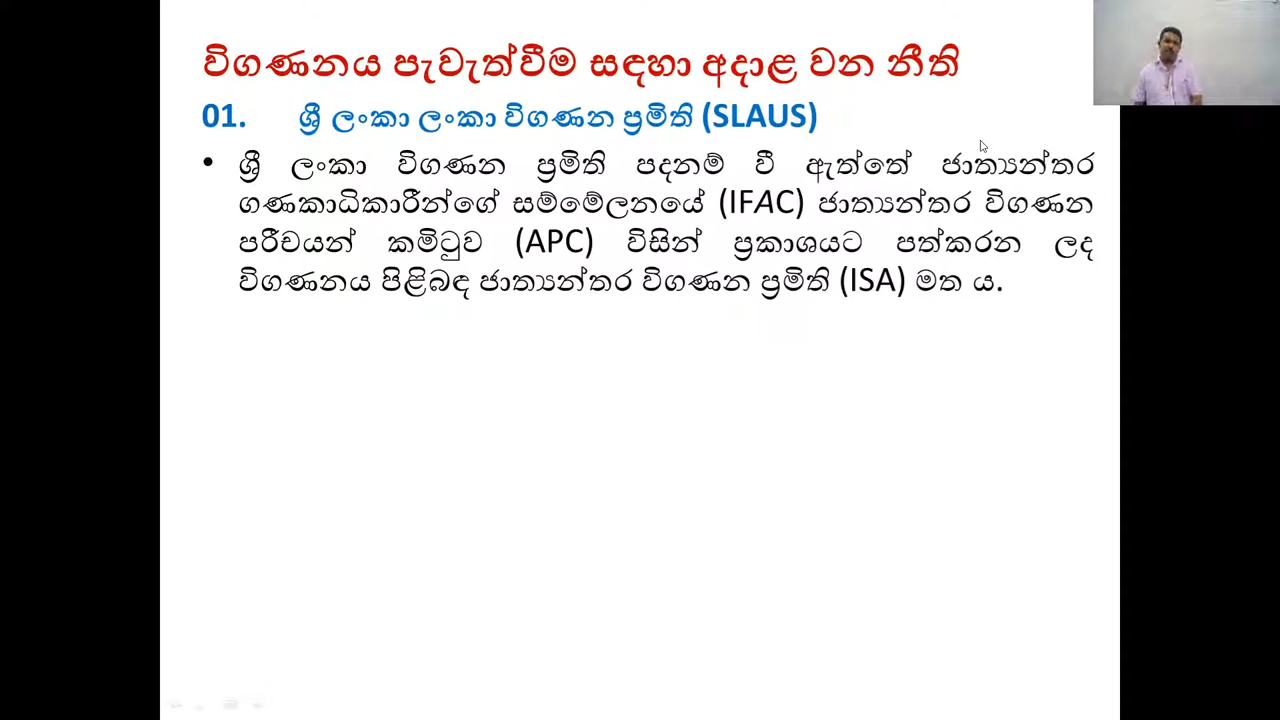 විගණනය පැවැත්වීම සඳහා අදාළ වන නීති
01. ශ්‍රී ලංකා ලංකා විගණන ප්‍රමිති (SLAUS)
• ශ්‍රී ලංකා විගණන ප්‍රමිති පදනම් වී ඇත්තේ ජාත්‍යන්තර
ගණකාධිකාරීන්ගේ සම්මේලනයේ (IFAC) ජාත්‍යන්තර විගණන
පරිචයන් කමිටුව (APC) විසින් ප්‍රකාශයට පත්කරන ලද
විගණනය පිළිබඳ ජාත්‍යන්තර විගණන ප්‍රමිති (ISA) මත ය.